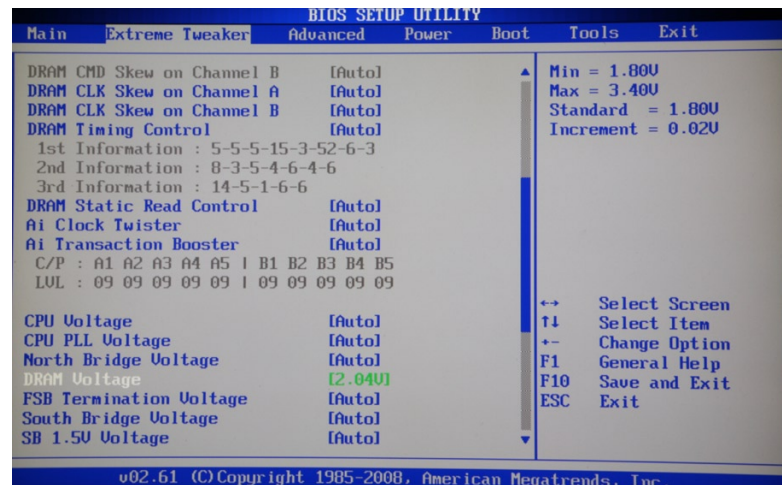 BIOS SETUP UTILITY
Main Extreme Tweaker Advanced Power Boot Tools Exit
DRAM CMD Skew on Channel B [Auto]
DRAM CLK Skew on Channel A [Auto]
DRAM CLK Skew on Channel B [Auto]
DRAM Timing Control [Auto]
1st Information : 5-5-5-15-3-52-6-3
2nd Information : 8-3-5-4-6-4-6
3rd Information : 14-5-1-6-6
DRAM Static Read Control [Auto]
Ai Clock Twister [Auto]
Ai Transaction Booster [Auto]
C/P : A1 A2 A3 A4 A5 | B1 B2 B3 B4 B5
LVL : 09 09 09 09 09 | 09 09 09 09 09
CPU Voltage [Auto]
CPU PLL Voltage [Auto]
North Bridge Voltage [Auto]
DRAM Voltage [2.04V]
FSB Termination Voltage [Auto]
South Bridge Voltage [Auto]
SB 1.5V Voltage [Auto]
Min = 1.80V
Max = 3.40V
Standard = 1.80V
Increment = 0.02V
↔ Select Screen
↑↓ Select Item
+- Change Option
F1 General Help
F10 Save and Exit
ESC Exit
v02.61 (C)Copyright 1985-2008, American Megatrends, Inc.